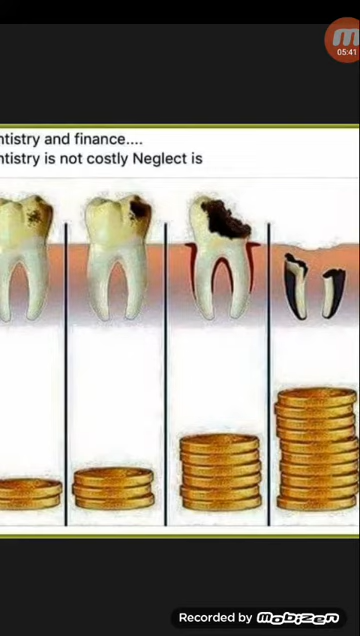 05:41
ntistry and finance....
ntistry is not costly Neglect is
Recorded by Mobizen